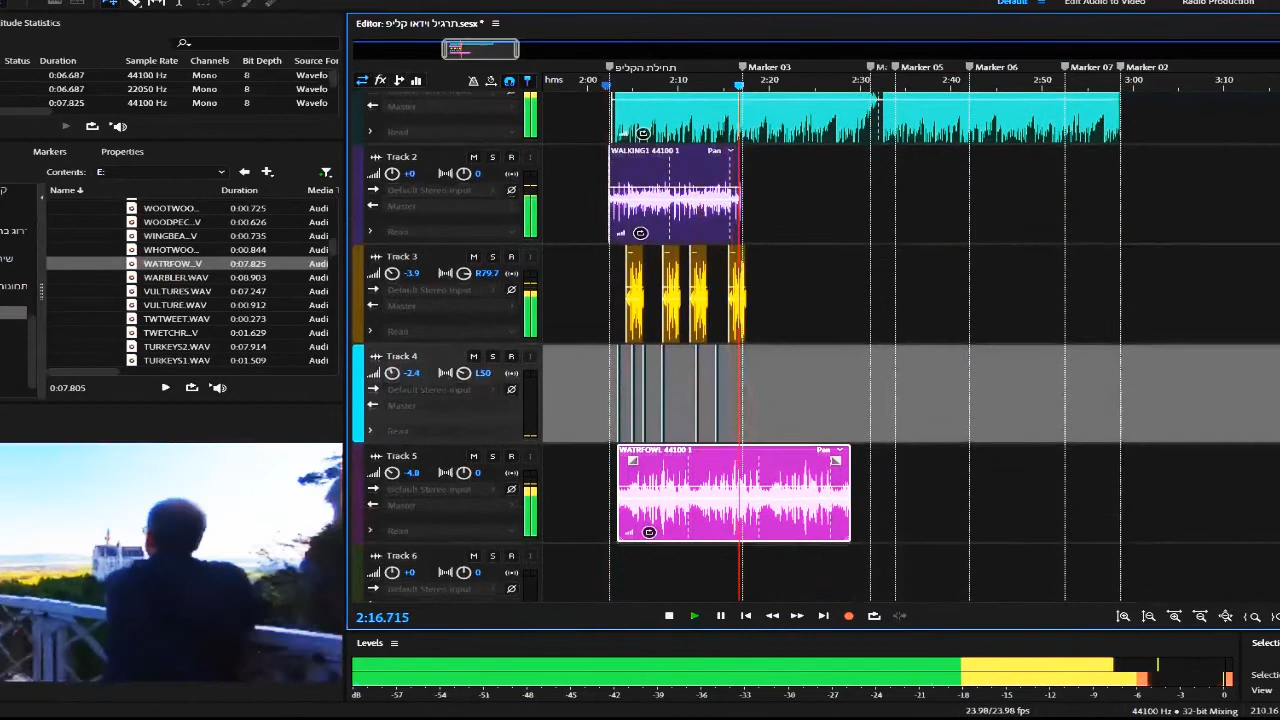 Default
Edit Audio to Video
Radio Production
itude Statistics
Status Duration Sample Rate Channels Bit Depth Source For
0:06.687 44100 Hz Mono 8 Wavefo
0:06.687 22050 Hz Mono 8 Wavefo
0:07.825 44100 Hz Mono 8 Wavefo
Markers Properties
Contents: E:
Name Duration Media T
WOOTWOO... 0:00.725 Audi
WOODPEC_V 0:00.626 Audi
WINGBEA_V 0:00.735 Audi
WHOTWOO... 0:00.844 Audi
WATRFOW_V 0:07.825 Audi
WARBLER.WAV 0:08.903 Audi
VULTURES.WAV 0:07.247 Audi
VULTURE.WAV 0:00.912 Audi
TWTWEET.WAV 0:00.273 Audi
TWETCHR_V 0:01.629 Audi
TURKEYS2.WAV 0:07.914 Audi
TURKEYS1.WAV 0:01.509 Audi
0:07.805
Editor: תרגיל וידאו קליפ.sesx *
fx
תחילת הקליפ Marker 03 Marker 05 Marker 06 Marker 07 Marker 02
hms 2:00 2:10 2:20 2:30 2:40 2:50 3:00 3:10
Master
Read
Track 2 M S R I
+0 0
Default Stereo Input
Master
Read
WALKING1 44100 1 Pan
Track 3 M S R I
-3.9 R79.7
Default Stereo Input
Master
Read
Track 4 M S R I
-2.4 L50
Default Stereo Input
Master
Read
Track 5 M S R I
-4.8 0
Default Stereo Input
Master
Read
WATRFOWL 44100 1 Pan
Track 6 M S R I
+0 0
Default Stereo Input
2:16.715
Levels
dB -57 -54 -51 -48 -45 -42 -39 -36 -33 -30 -27 -24 -21 -18 -15 -12 -9 -6 -3 0
Selecti
Selecti
View
23.98/23.98 fps
44100 Hz • 32-bit Mixing
210.16